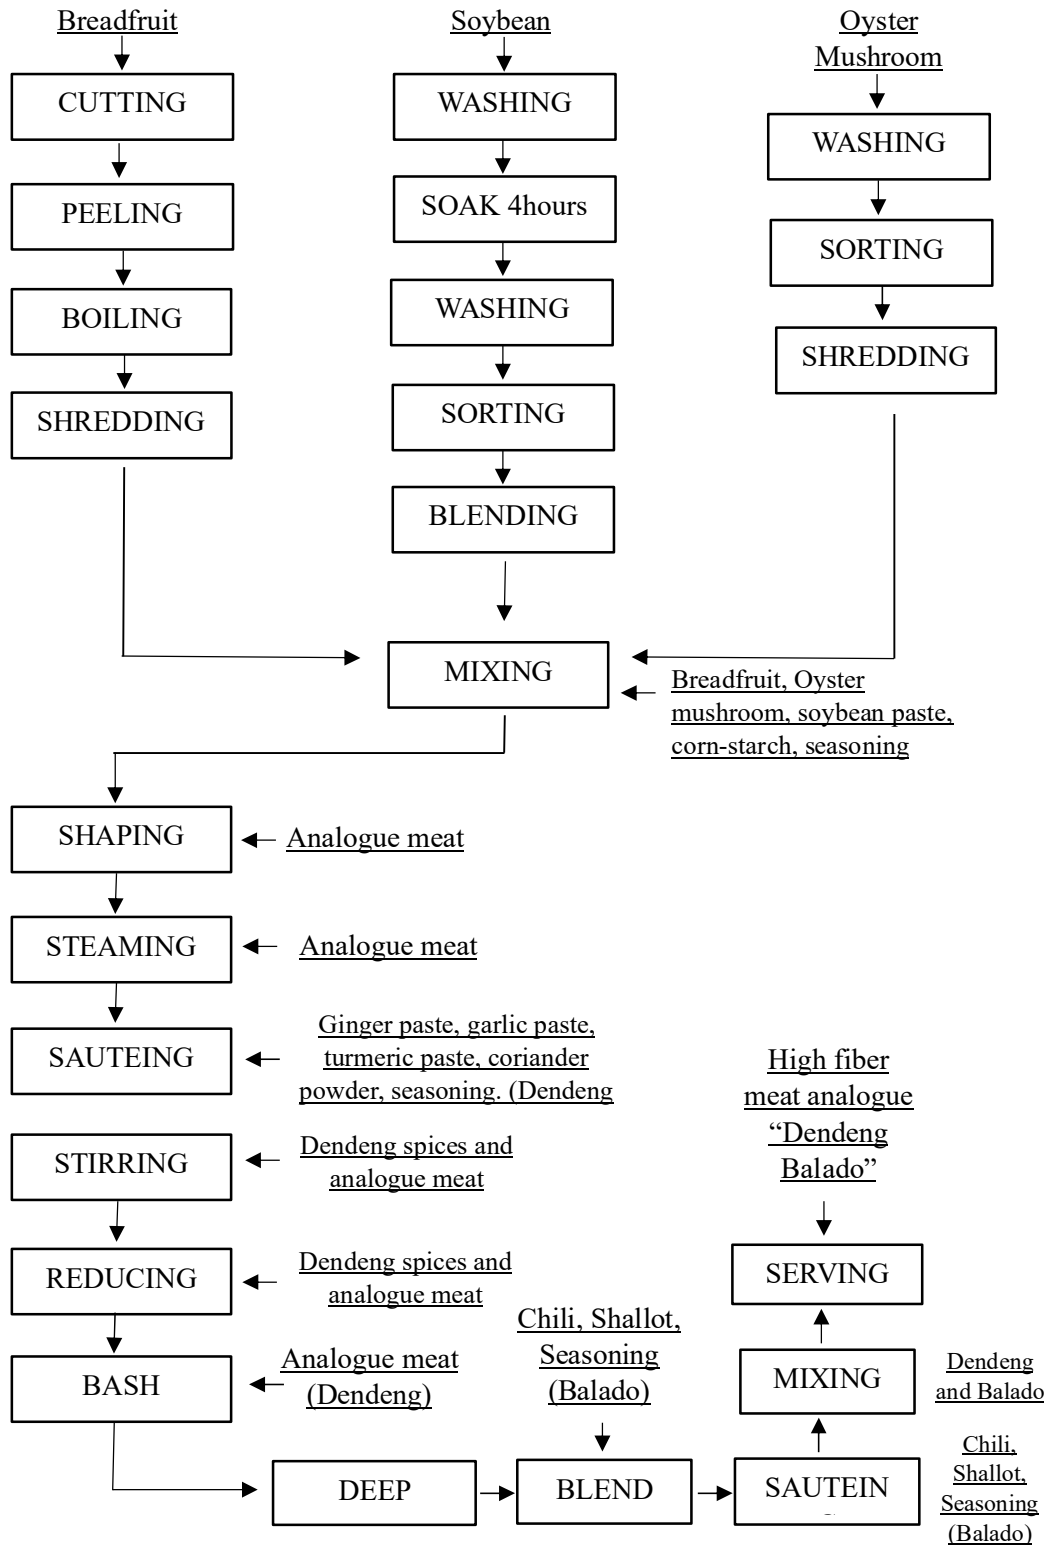 Breadfruit
CUTTING
PEELING
BOILING
SHREDDING
Soybean
WASHING
SOAK 4hours
WASHING
SORTING
BLENDING
Oyster
Mushroom
WASHING
SORTING
SHREDDING
MIXING
Breadfruit, Oyster
mushroom, soybean paste,
corn-starch, seasoning
SHAPING
Analogue meat
STEAMING
Analogue meat
SAUTEING
Ginger paste, garlic paste,
turmeric paste, coriander
powder, seasoning. (Dendeng
STIRRING
Dendeng spices and
analogue meat
REDUCING
Dendeng spices and
analogue meat
BASH
Analogue meat
(Dendeng)
DEEP
Chili, Shallot,
Seasoning
(Balado)
BLEND
High fiber
meat analogue
“Dendeng
Balado”
SERVING
MIXING
Dendeng
and Balado
SAUTEIN
Chili,
Shallot,
Seasoning
(Balado)